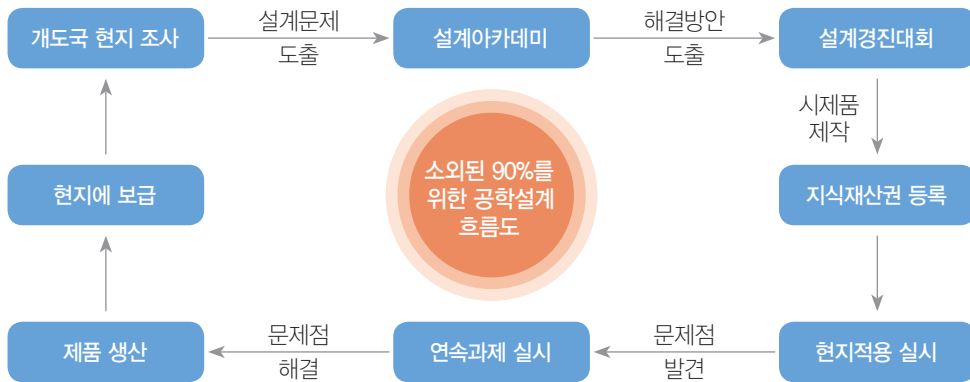 개도국 현지 조사
설계문제
도출
설계아카데미
해결방안
도출
설계경진대회
시제품
제작
지식재산권 등록
현지적용 실시
문제점
발견
연속과제 실시
문제점
해결
제품 생산
현지에 보급
소외된 90%를
위한 공학설계
흐름도